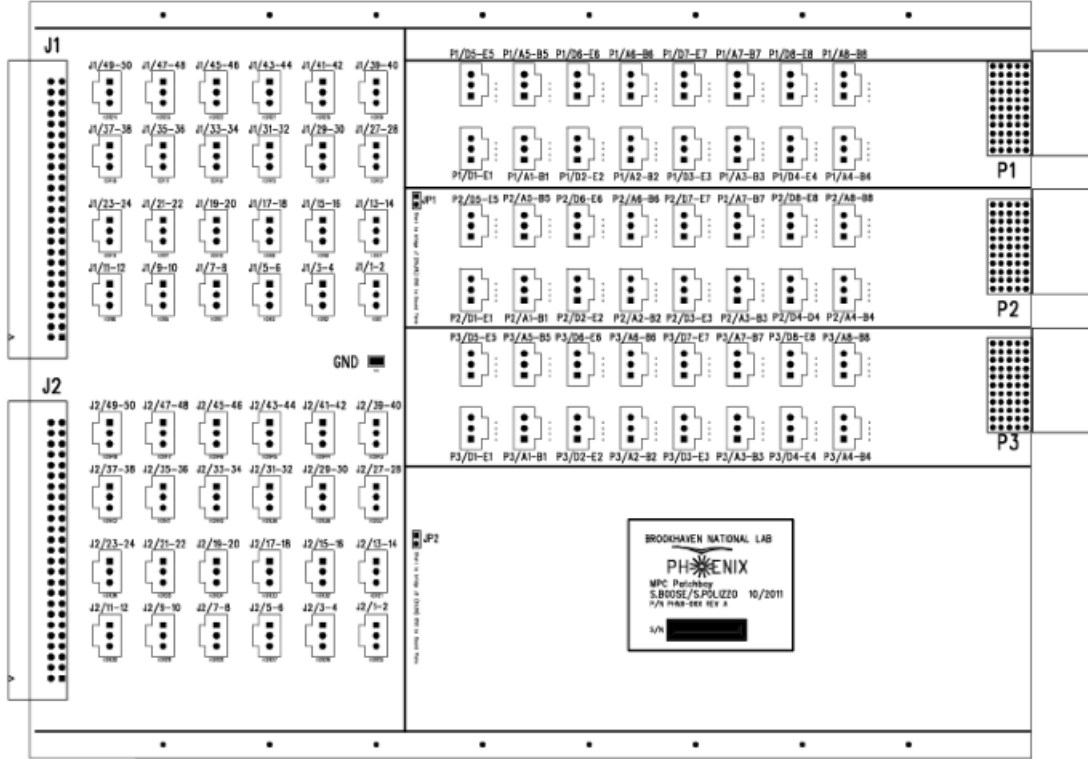 J1
J1/49-50 J1/47-48 J1/45-46 J1/43-44 J1/41-42 J1/39-40
J1/37-38 J1/35-36 J1/33-34 J1/31-32 J1/29-30 J1/27-28
J1/23-24 J1/21-22 J1/19-20 J1/17-18 J1/15-16 J1/13-14
J1/11-12 J1/9-10 J1/7-8 J1/5-6 J1/3-4 J1/1-2
GND
J2
J2/49-50 J2/47-48 J2/45-46 J2/43-44 J2/41-42 J2/39-40
J2/37-38 J2/35-36 J2/33-34 J2/31-32 J2/29-30 J2/27-28
J2/23-24 J2/21-22 J2/19-20 J2/17-18 J2/15-16 J2/13-14
J2/11-12 J2/9-10 J2/7-8 J2/5-6 J2/3-4 J2/1-2
P1/D5-E5 P1/A5-B5 P1/D6-E6 P1/A6-B6 P1/D7-E7 P1/A7-B7 P1/D8-E8 P1/A8-B8
P1/D1-E1 P1/A1-B1 P1/D2-E2 P1/A2-B2 P1/D3-E3 P1/A3-B3 P1/D4-E4 P1/A4-B4
P1
JP1
P2/D5-E5 P2/A5-B5 P2/D6-E6 P2/A6-B6 P2/D7-E7 P2/A7-B7 P2/D8-E8 P2/A8-B8
P2/D1-E1 P2/A1-B1 P2/D2-E2 P2/A2-B2 P2/D3-E3 P2/A3-B3 P2/D4-D4 P2/A4-B4
P2
P3/D5-E5 P3/A5-B5 P3/D6-E6 P3/A6-B6 P3/D7-E7 P3/A7-B7 P3/D8-E8 P3/A8-B8
P3/D1-E1 P3/A1-B1 P3/D2-E2 P3/A2-B2 P3/D3-E3 P3/A3-B3 P3/D4-E4 P3/A4-B4
P3
JP2
BROOKHAVEN NATIONAL LAB
PH ENIX
MPC Patchbay
S.BOOSE/S.POLIZZO 10/2011
P/N REV A
S/N